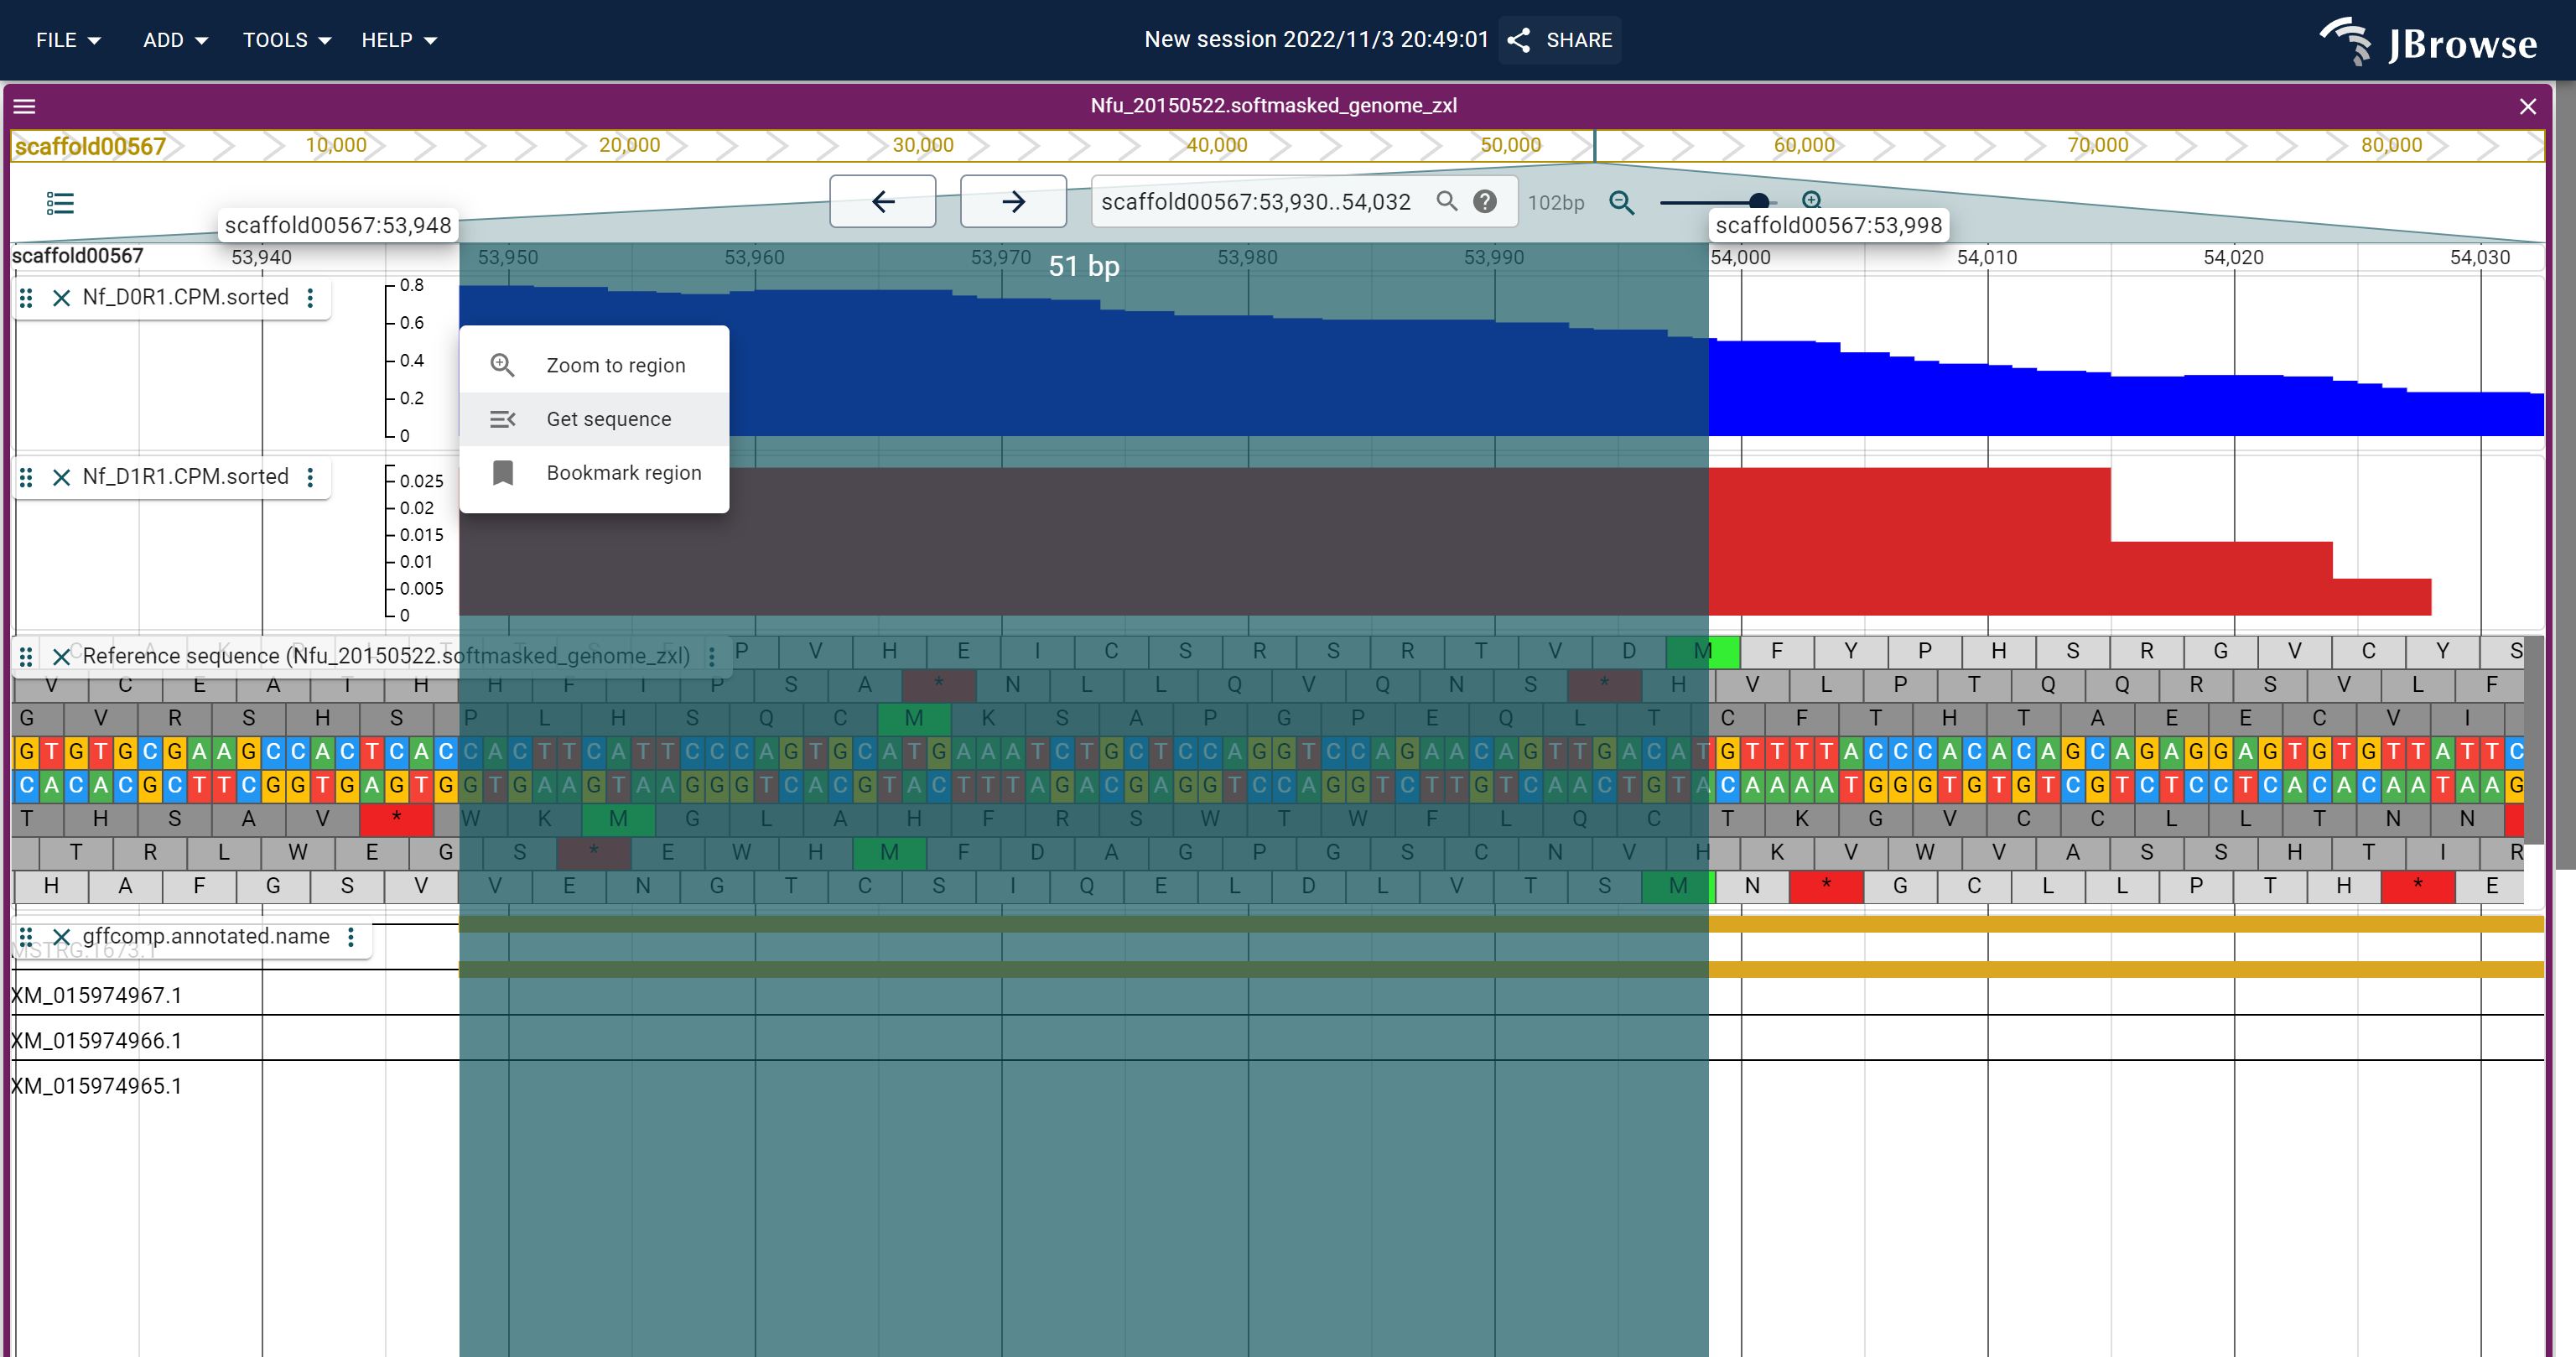 FILE ADD TOOLS HELP New session 2022/11/3 20:49:01 SHARE JBrowse
Nfu_20150522.softmasked_genome_zxl
scaffold00567 10,000 20,000 30,000 40,000 50,000 60,000 70,000 80,000
scaffold00567:53,930..54,032 102bp
scaffold00567:53,948 scaffold00567:53,998
scaffold00567 53,940 53,950 53,960 53,970 53,980 53,990 54,000 54,010 54,020 54,030
51 bp
Nf_D0R1.CPM.sorted
0.8
0.6
0.4
0.2
0
Zoom to region
Get sequence
Bookmark region
Nf_D1R1.CPM.sorted
0.025
0.02
0.015
0.01
0.005
0
Reference sequence (Nfu_20150522.softmasked_genome_zxl) P V H E I C S R S R T V D M F Y P H S R G V C Y S
V C E A T H H F I P S A * N L L Q V Q N S * H V L P T Q Q R S V L F
G V R S H S P L H S Q C M K S A P G P E Q L T C F T H T A E E C V I
G T G T G C G A A G C C A C T C A C C A C T T C A T T C C C A G T G C A T G A A A T C T G C T C C A G G T C C A G A A C A G T T G A C A T G T T T T A C C C A C A C A G C A G A G G A G T G T G T T A T T C
C A C A C G C T T C G G T G A G T G G T G A A G T A A G G G T C A C G T A C T T T A G A C G A G G T C C A G G T C T T G T C A A C T G T A C A A A A T G G G T G T G T C G T C T C C T C A C A C A A T A A G
T H S A V * W K M G L A H F R S W T W F L Q C T K G V C C L L T N N
T R L W E G S * E W H M F D A G P G S C N V H K V W V A S S H T I R
H A F G S V V E N G T C S I Q E L D L V T S M N * G C L L P T H * E
gffcomp.annotated.name
MSTRG.1673.1
XM_015974967.1
XM_015974966.1
XM_015974965.1